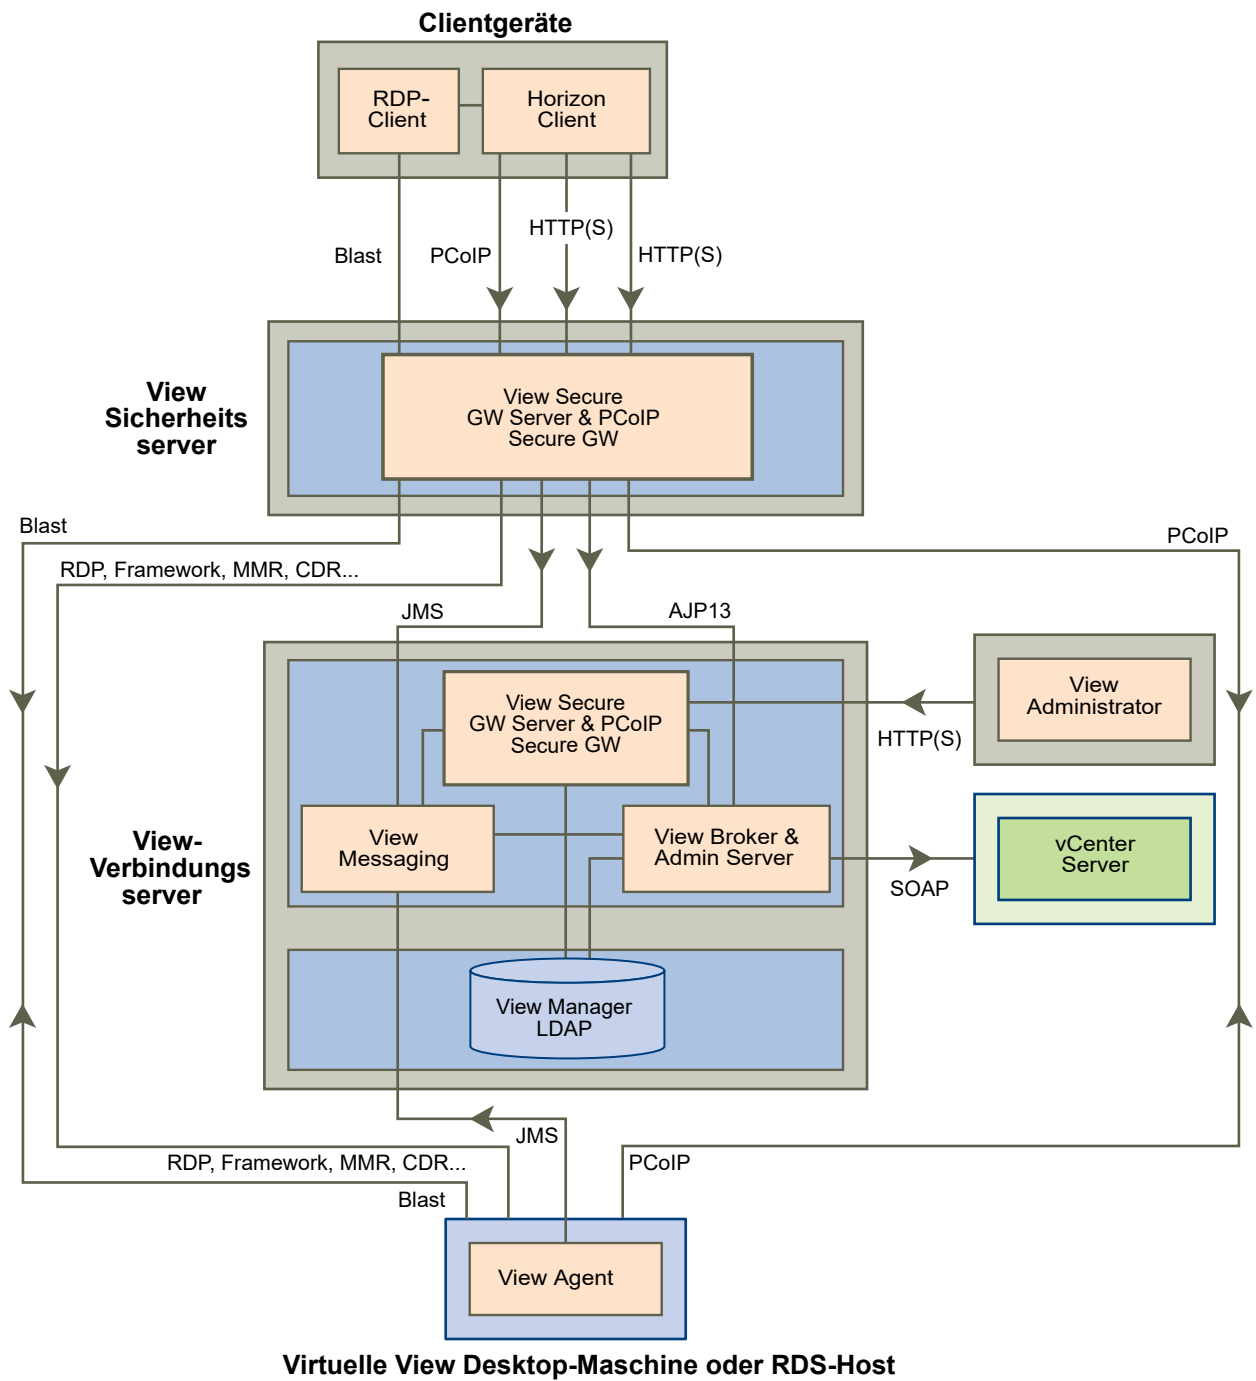 Clientgeräte
RDP-
Client
Horizon
Client
HTTP(S)
Blast
PCoIP
HTTP(S)
View
Sicherheits
server
View Secure
GW Server & PCoIP
Secure GW
Blast
PCoIP
RDP, Framework, MMR, CDR...
JMS
AJP13
View Secure
GW Server & PCoIP
Secure GW
View
Administrator
HTTP(S)
View-
Verbindungs
server
View
Messaging
View Broker &
Admin Server
vCenter
Server
SOAP
View Manager
LDAP
JMS
RDP, Framework, MMR, CDR...
PCoIP
Blast
View Agent
Virtuelle View Desktop-Maschine oder RDS-Host